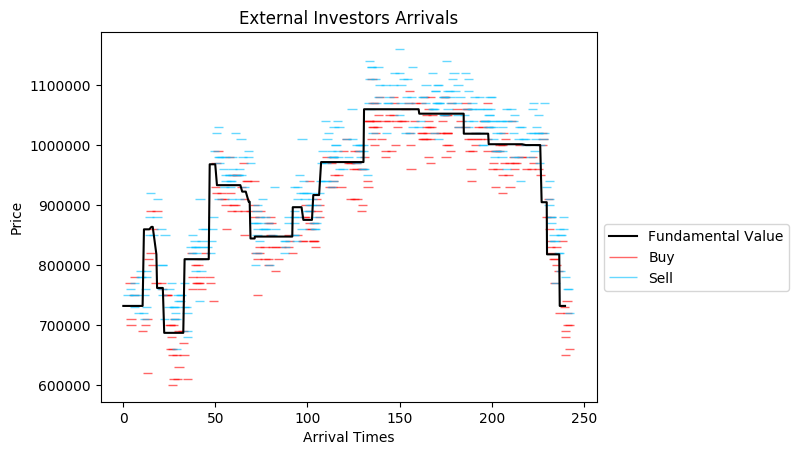 External Investors Arrivals
1100000
1000000
900000
800000
700000
600000
Price
0 50 100 150 200 250
Arrival Times
Fundamental Value
Buy
Sell